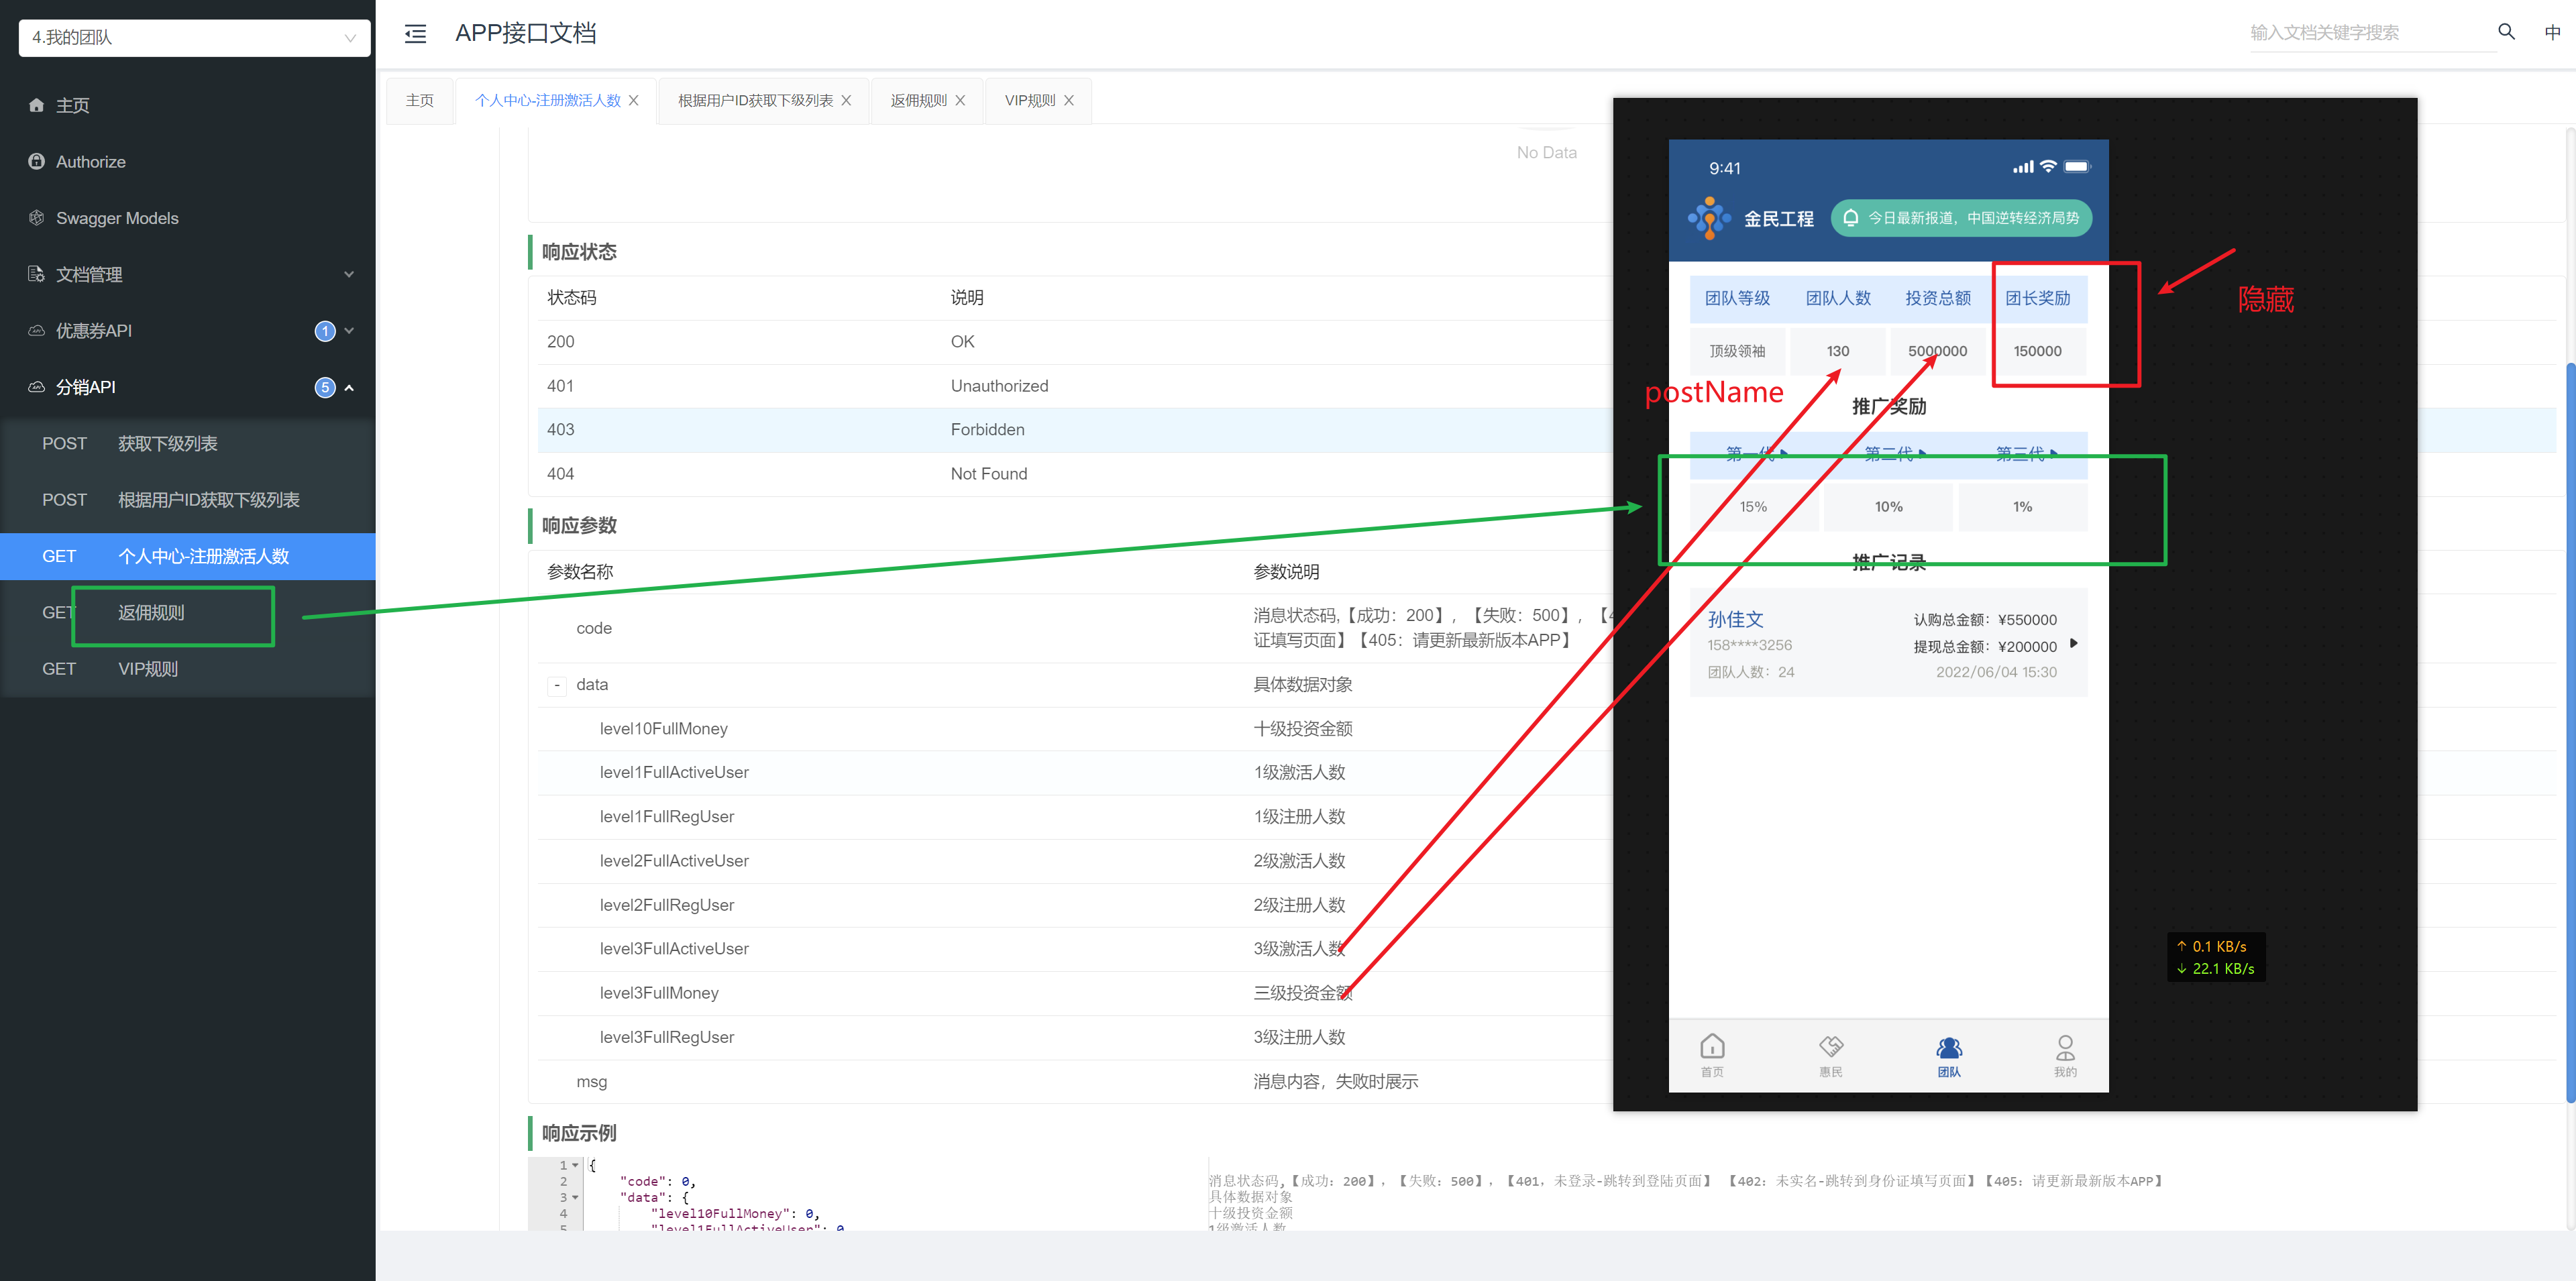 4.我的团队
APP接口文档
输入文档关键字搜索
中
主页
Authorize
Swagger Models
文档管理
优惠券API
1
分销API
5
POST 获取下级列表
POST 根据用户ID获取下级列表
GET 个人中心-注册激活人数
GET 返佣规则
GET VIP规则
主页
个人中心-注册激活人数
根据用户ID获取下级列表
返佣规则
VIP规则
No Data
响应状态
状态码 说明
200 OK
401 Unauthorized
403 Forbidden
404 Not Found
响应参数
参数名称 参数说明
code 消息状态码,【成功：200】，【失败：500】，【4
证填写页面】【405：请更新最新版本APP】
- data 具体数据对象
level10FullMoney 十级投资金额
level1FullActiveUser 1级激活人数
level1FullRegUser 1级注册人数
level2FullActiveUser 2级激活人数
level2FullRegUser 2级注册人数
level3FullActiveUser 3级激活人数
level3FullMoney 三级投资金额
level3FullRegUser 3级注册人数
msg 消息内容，失败时展示
响应示例
1 {
2 "code": 0, 消息状态码,【成功：200】，【失败：500】，【401，未登录-跳转到登陆页面】 【402：未实名-跳转到身份证填写页面】【405：请更新最新版本APP】
3 "data": { 具体数据对象
4 "level10FullMoney": 0, 十级投资金额
5 "level1FullActiveUser": 0, 1级激活人数
9:41
金民工程
今日最新报道，中国逆转经济局势
团队等级 团队人数 投资总额 团长奖励
顶级领袖 130 5000000 150000
隐藏
postName
推广奖励
第一代 第二代 第三代
15% 10% 1%
推广记录
孙佳文 认购总金额：¥550000
158****3256 提现总金额：¥200000
团队人数：24 2022/06/04 15:30
首页
惠民
团队
我的
↑ 0.1 KB/s
↓ 22.1 KB/s